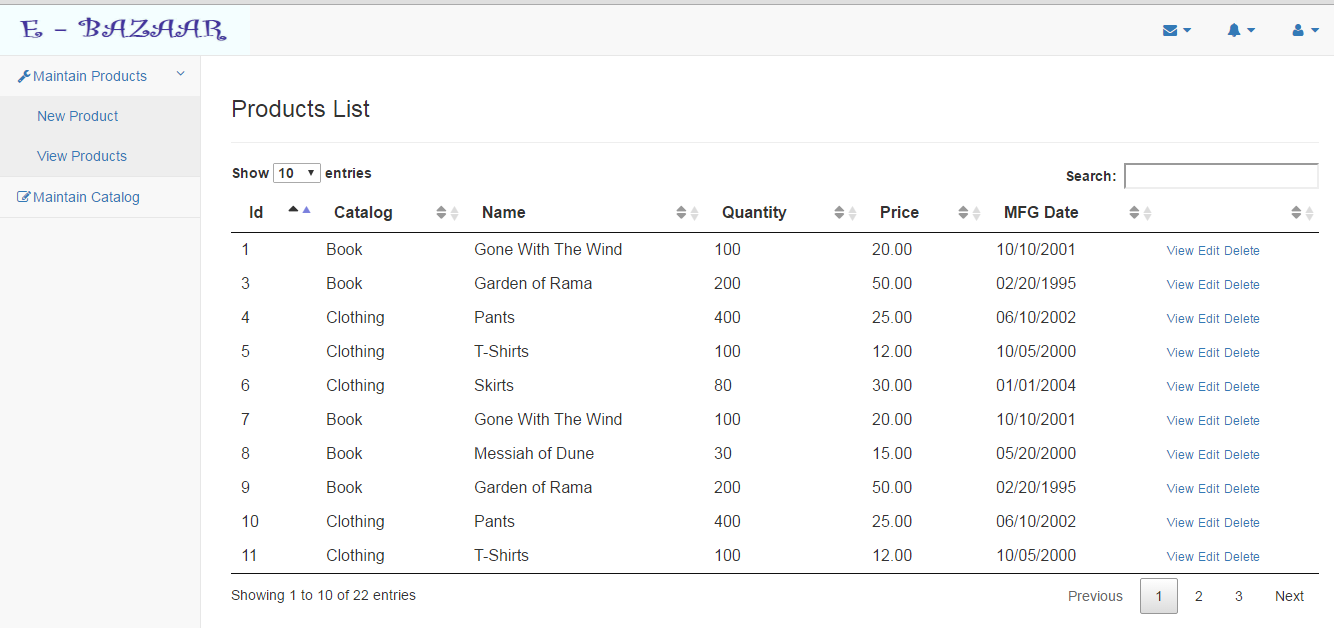 E - BAZAAR
Maintain Products
New Product
View Products
Maintain Catalog
Products List
Show 10 entries Search:
Id Catalog Name Quantity Price MFG Date
1 Book Gone With The Wind 100 20.00 10/10/2001 View Edit Delete
3 Book Garden of Rama 200 50.00 02/20/1995 View Edit Delete
4 Clothing Pants 400 25.00 06/10/2002 View Edit Delete
5 Clothing T-Shirts 100 12.00 10/05/2000 View Edit Delete
6 Clothing Skirts 80 30.00 01/01/2004 View Edit Delete
7 Book Gone With The Wind 100 20.00 10/10/2001 View Edit Delete
8 Book Messiah of Dune 30 15.00 05/20/2000 View Edit Delete
9 Book Garden of Rama 200 50.00 02/20/1995 View Edit Delete
10 Clothing Pants 400 25.00 06/10/2002 View Edit Delete
11 Clothing T-Shirts 100 12.00 10/05/2000 View Edit Delete
Showing 1 to 10 of 22 entries Previous 1 2 3 Next